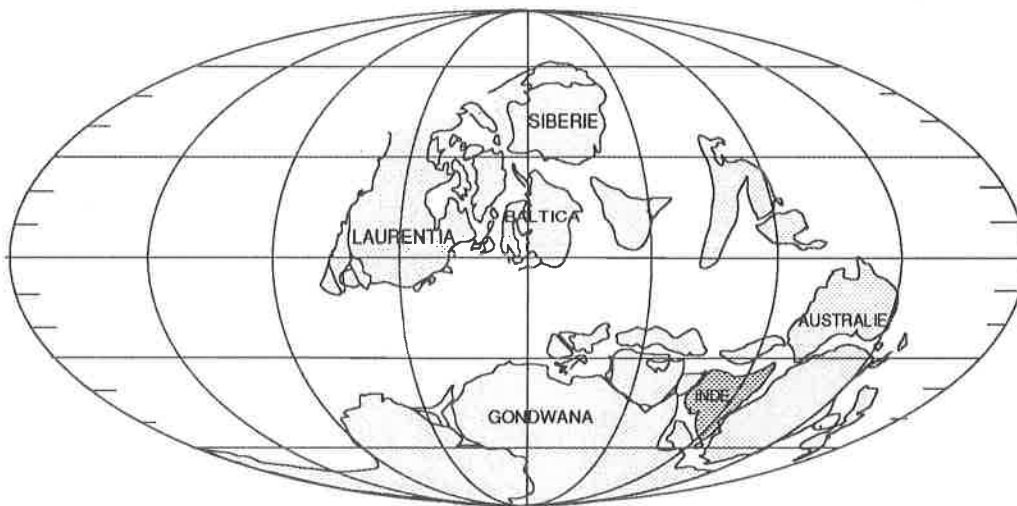 SIBERIE
BALTICA
LAURENTIA
AUSTRALIE
INDE
GONDWANA